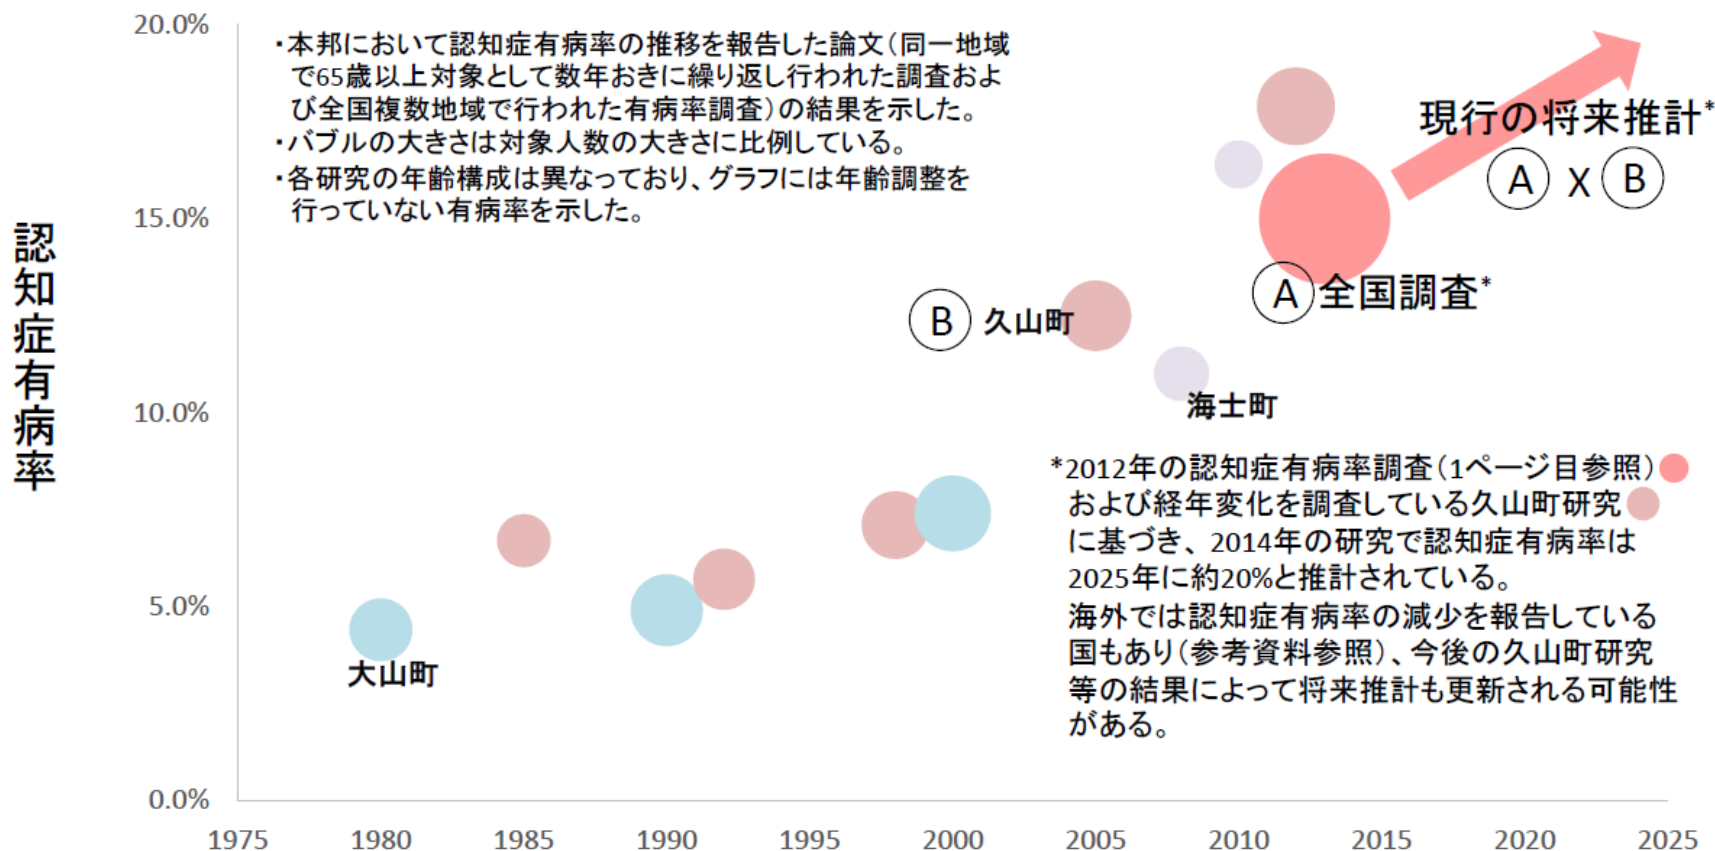 20.0%
・本邦において認知症有病率の推移を報告した論文(同一地域
で65歳以上対象として数年おきに繰り返し行われた調査およ
び全国複数地域で行われた有病率調査)の結果を示した。
・バブルの大きさは対象人数の大きさに比例している。
・各研究の年齢構成は異なっており、グラフには年齢調整を
行っていない有病率を示した。
現行の将来推計*
A X B
15.0%
認知症有病率
A 全国調査*
B 久山町
海士町
10.0%
*2012年の認知症有病率調査(1ページ目参照)
および経年変化を調査している久山町研究
に基づき、2014年の研究で認知症有病率は
2025年に約20%と推計されている。
海外では認知症有病率の減少を報告している
国もあり(参考資料参照)、今後の久山町研究
等の結果によって将来推計も更新される可能性
がある。
5.0%
大山町
0.0%
1975 1980 1985 1990 1995 2000 2005 2010 2015 2020 2025